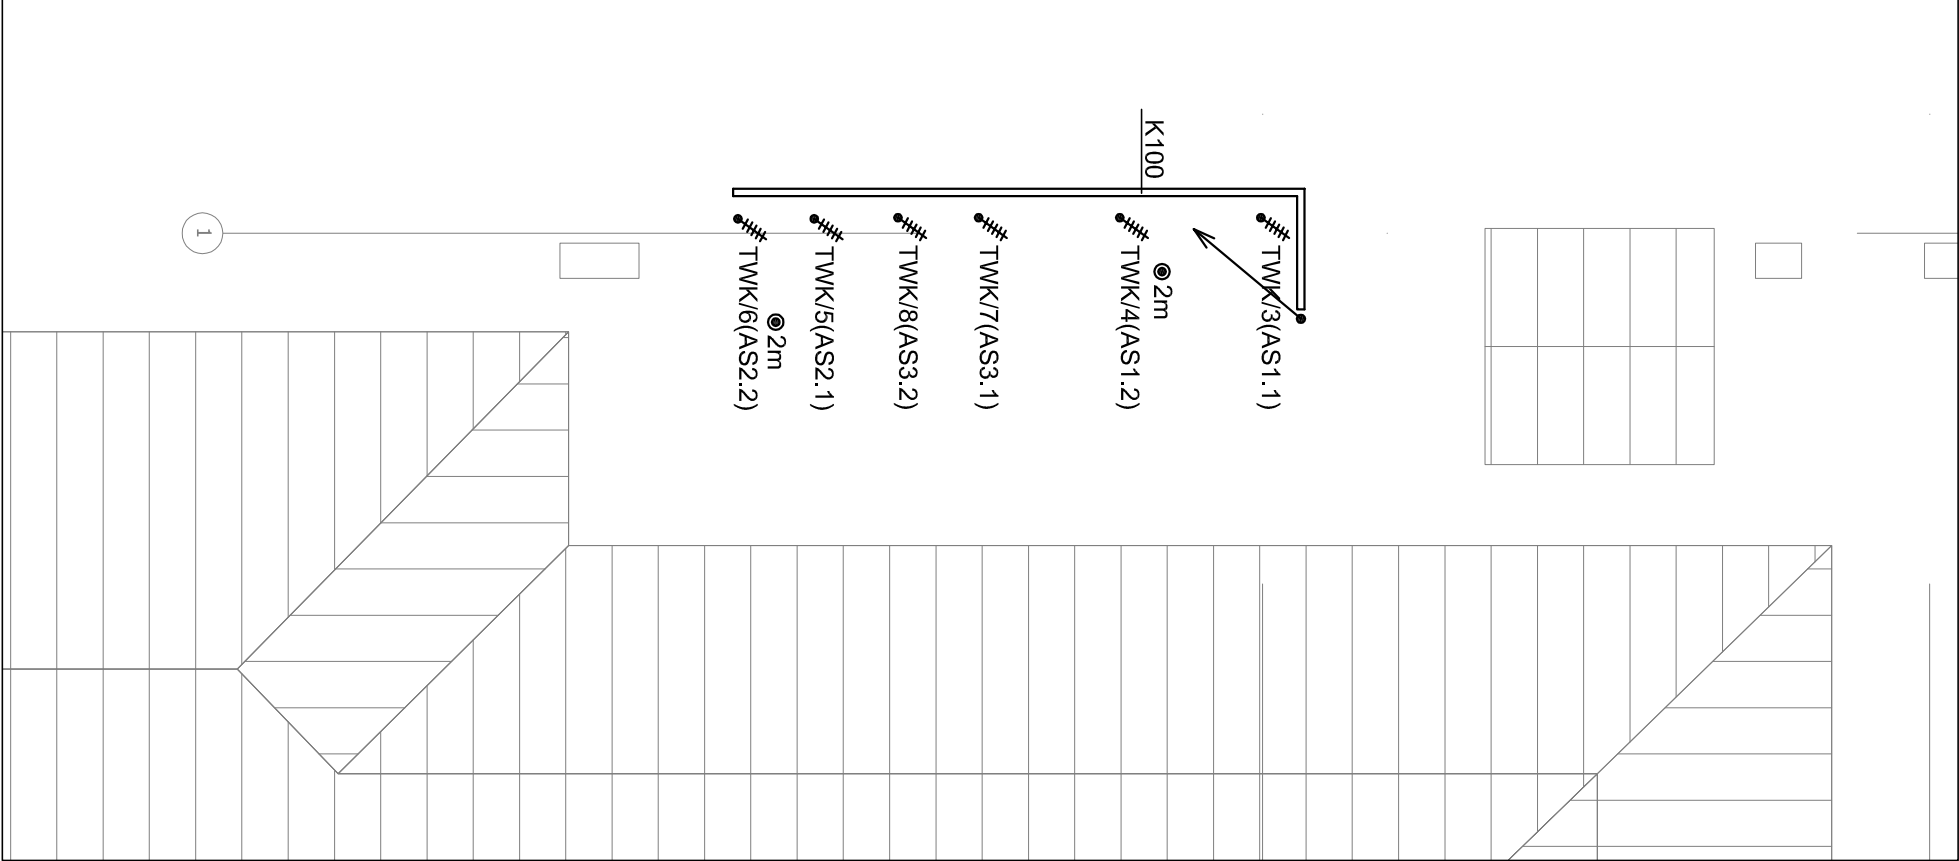 K100
1
TWK/3(AS1.1)
2m
TWK/4(AS1.2)
TWK/7(AS3.1)
TWK/8(AS3.2)
TWK/5(AS2.1)
2m
TWK/6(AS2.2)